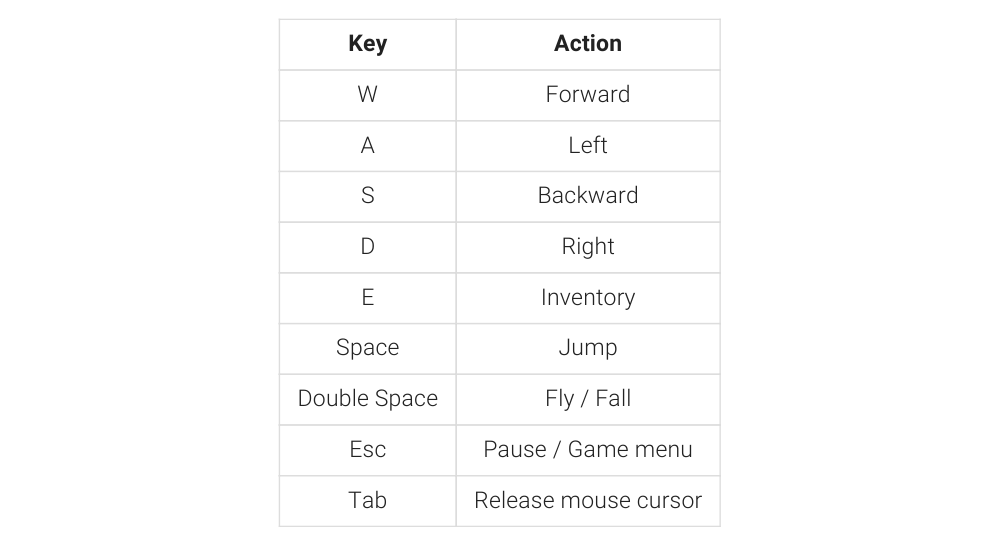 Key Action
W Forward
A Left
S Backward
D Right
E Inventory
Space Jump
Double Space Fly / Fall
Esc Pause / Game menu
Tab Release mouse cursor